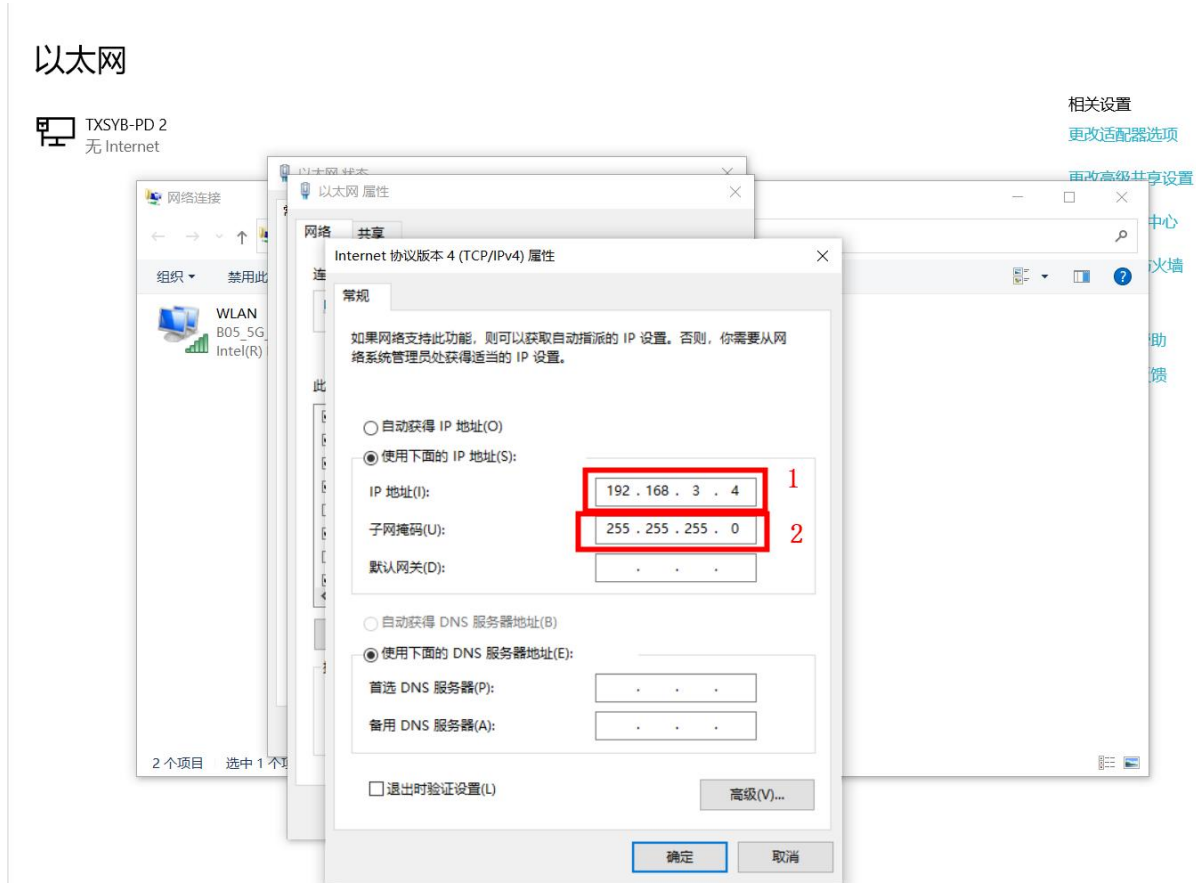 以太网
TXSYB-PD 2
无 Internet
相关设置
更改适配器选项
更改高级共享设置
中心
火墙
助
馈
以太网 状态
网络连接
以太网 属性
网络
共享
组织
禁用此
WLAN
B05_5G
Intel(R)
连
此
2 个项目
选中 1 个项
Internet 协议版本 4 (TCP/IPv4) 属性
常规
如果网络支持此功能，则可以获取自动指派的 IP 设置。否则，你需要从网
络系统管理员处获得适当的 IP 设置。
自动获得 IP 地址(O)
使用下面的 IP 地址(S):
IP 地址(I):
192 . 168 . 3 . 4
1
子网掩码(U):
255 . 255 . 255 . 0
2
默认网关(D):
. . .
自动获得 DNS 服务器地址(B)
使用下面的 DNS 服务器地址(E):
首选 DNS 服务器(P):
. . .
备用 DNS 服务器(A):
. . .
退出时验证设置(L)
高级(V)...
确定
取消